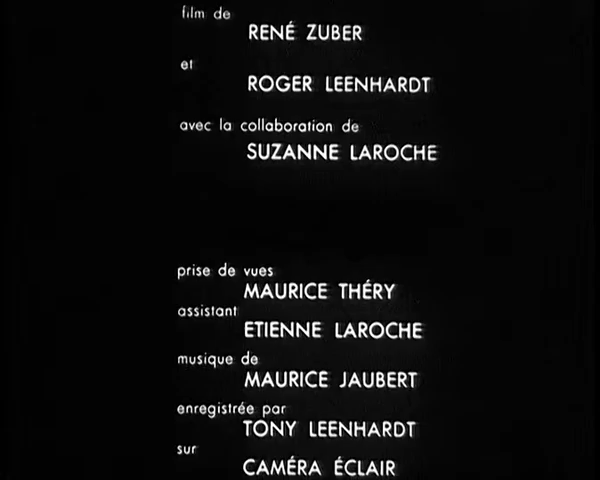 film de
RENÉ ZUBER
et
ROGER LEENHARDT
avec la collaboration de
SUZANNE LAROCHE
prise de vues
MAURICE THÉRY
assistant
ETIENNE LAROCHE
musique de
MAURICE JAUBERT
enregistrée par
TONY LEENHARDT
sur
CAMÉRA ÉCLAIR